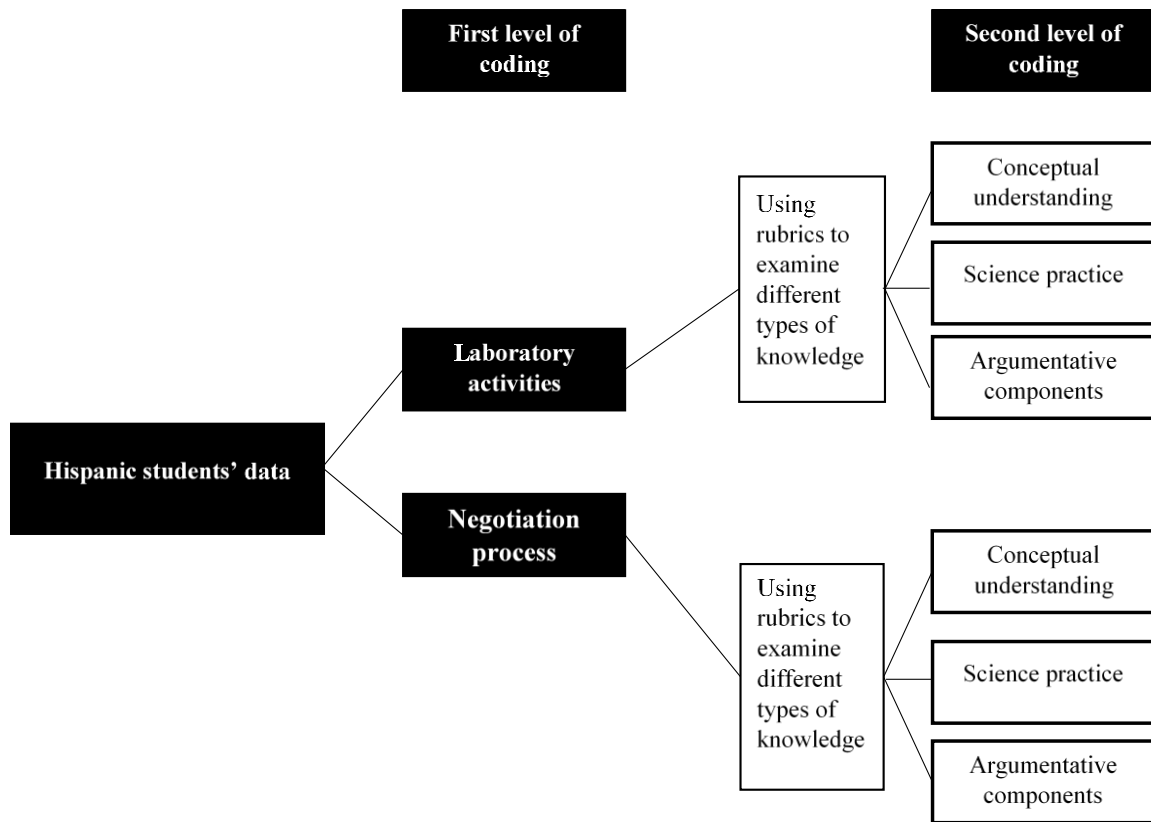 First level of
coding
Second level of
coding
Hispanic students’ data
Laboratory
activities
Using
rubrics to
examine
different
types of
knowledge
Conceptual
understanding
Science practice
Argumentative
components
Negotiation
process
Using
rubrics to
examine
different
types of
knowledge
Conceptual
understanding
Science practice
Argumentative
components